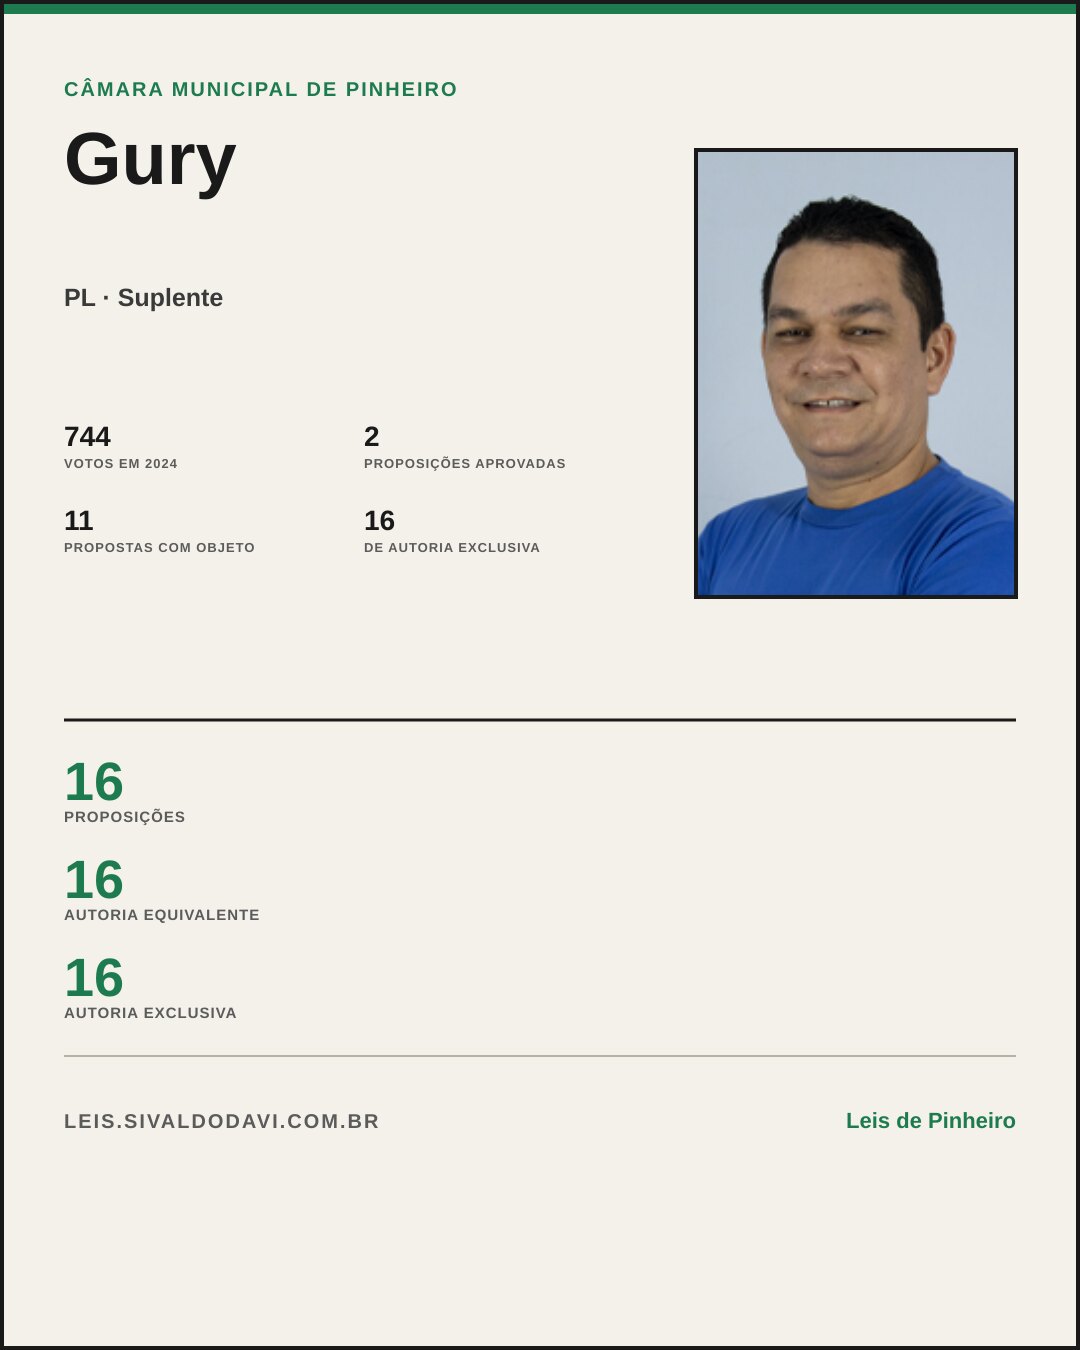 CÂMARA MUNICIPAL DE PINHEIRO
Gury
PL · Suplente
744
VOTOS EM 2024
2
PROPOSIÇÕES APROVADAS
11
PROPOSTAS COM OBJETO
16
DE AUTORIA EXCLUSIVA
16
PROPOSIÇÕES
16
AUTORIA EQUIVALENTE
16
AUTORIA EXCLUSIVA
LEIS.SIVALDODAVI.COM.BR
Leis de Pinheiro